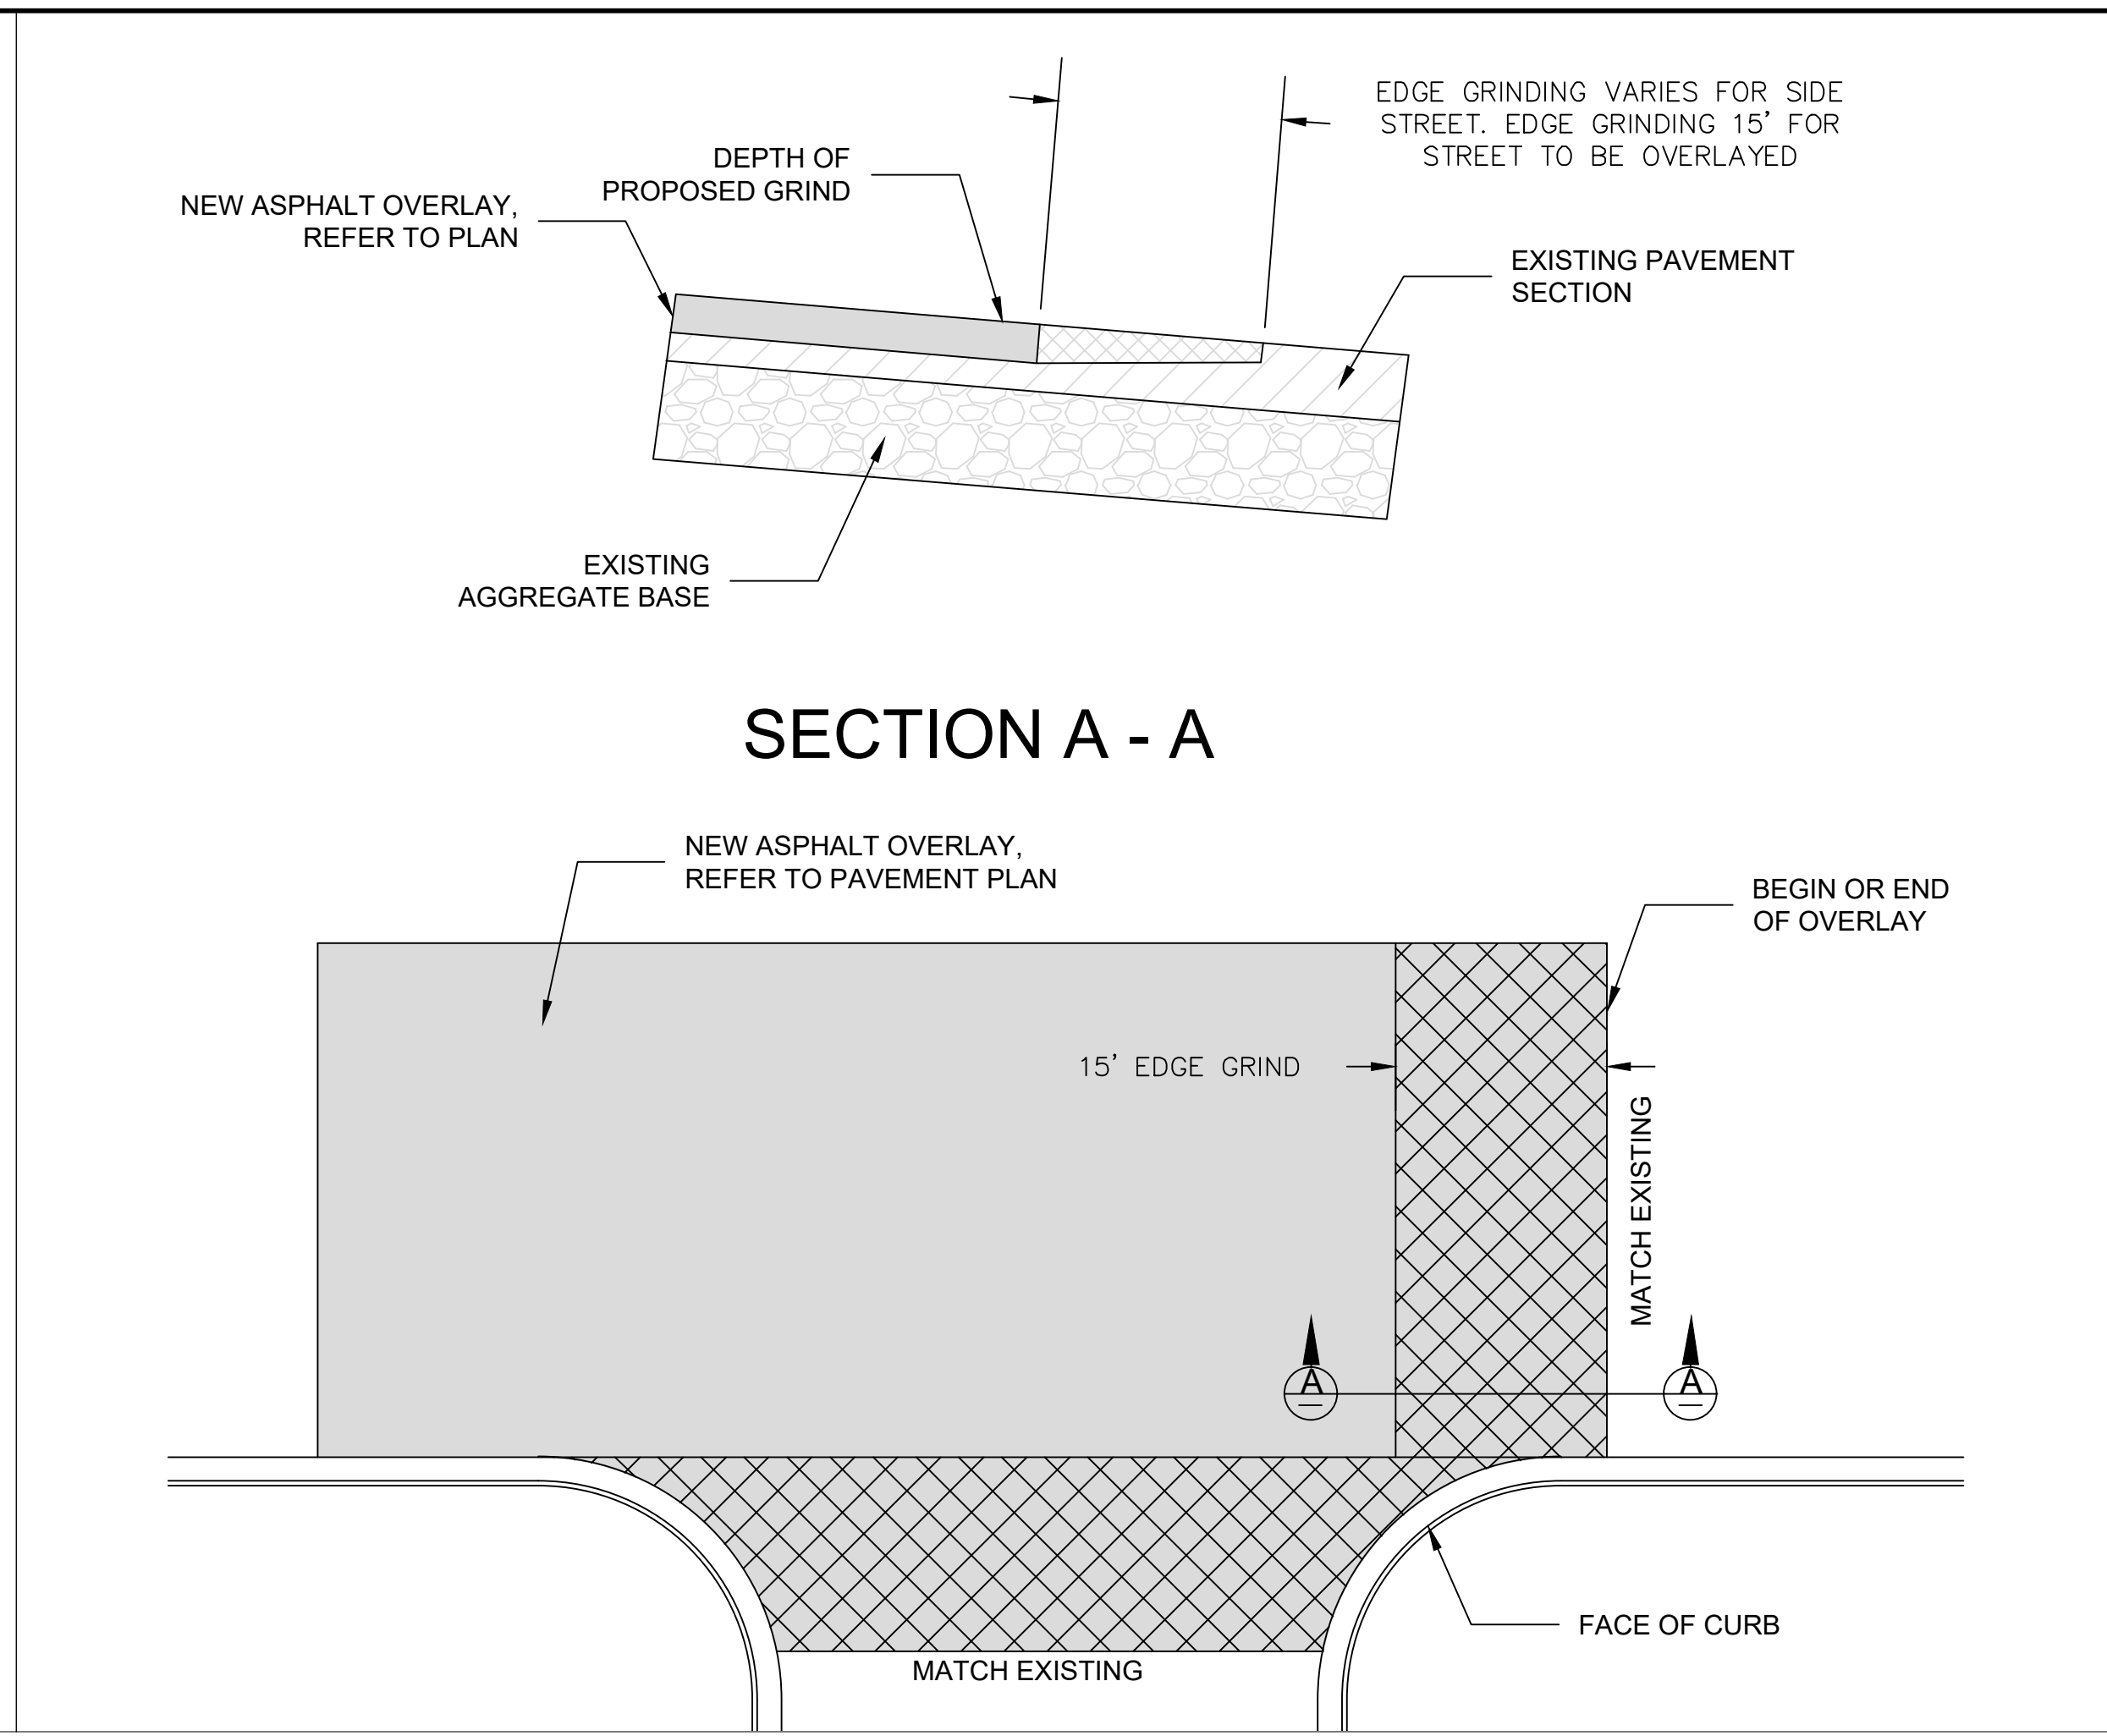 EDGE GRINDING VARIES FOR SIDE
STREET. EDGE GRINDING 15' FOR
STREET TO BE OVERLAYED
DEPTH OF
PROPOSED GRIND
NEW ASPHALT OVERLAY,
REFER TO PLAN
EXISTING PAVEMENT
SECTION
EXISTING
AGGREGATE BASE
SECTION A - A
NEW ASPHALT OVERLAY,
REFER TO PAVEMENT PLAN
BEGIN OR END
OF OVERLAY
15' EDGE GRIND
MATCH EXISTING
A
A
FACE OF CURB
MATCH EXISTING